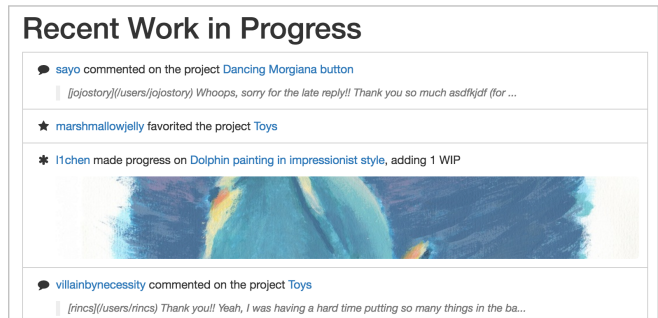 Recent Work in Progress
sayo commented on the project Dancing Morgiana button
[jojostory](/users/jojostory) Whoops, sorry for the late reply!! Thank you so much asdfkjdf (for ...
marshmallowjelly favorited the project Toys
l1chen made progress on Dolphin painting in impressionist style, adding 1 WIP
villainbynecessity commented on the project Toys
[rincs](/users/rincs) Thank you!! Yeah, I was having a hard time putting so many things in the ba...